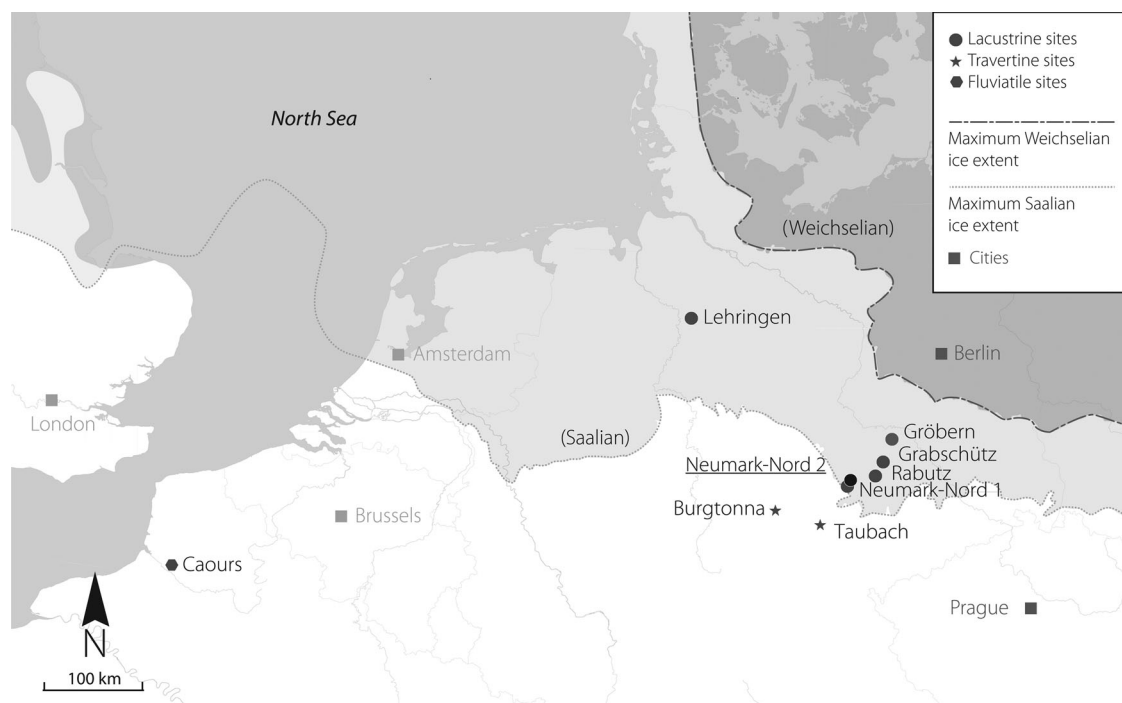 Lacustrine sites
Travertine sites
Fluviatile sites
Maximum Weichselian
ice extent
Maximum Saalian
ice extent
Cities
North Sea
(Weichselian)
Lehringen
Amsterdam
Berlin
London
(Saalian)
Gröbern
Grabschütz
Neumark-Nord 2
Rabutz
Neumark-Nord 1
Burgtonna
Brussels
Taubach
Caours
Prague
N
100 km